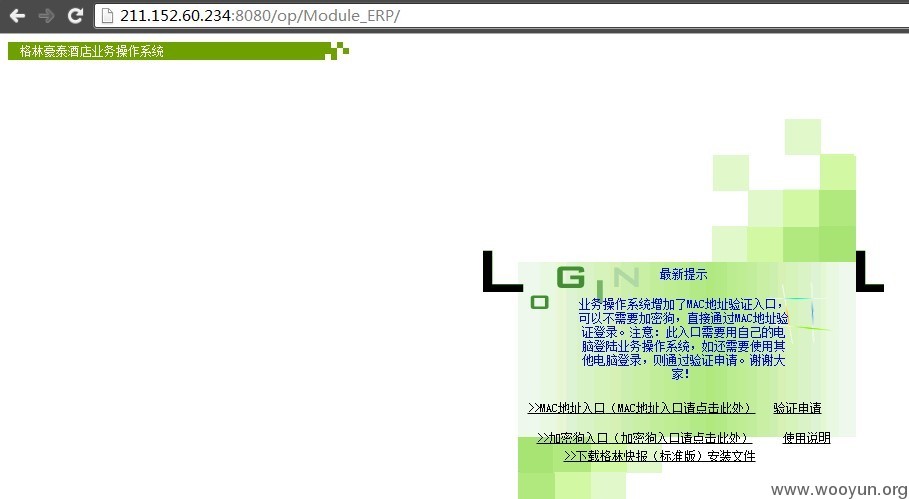 211.152.60.234:8080/op/Module_ERP/
格林豪泰酒店业务操作系统
LOGIN
最新提示
业务操作系统增加了MAC地址验证入口，
可以不需要加密狗，直接通过MAC地址验
证登录。注意：此入口需要用自己的电
脑登陆业务操作系统，如还需要使用其
他电脑登录，则通过验证申请。谢谢大
家！
>>MAC地址入口（MAC地址入口请点击此处） 验证申请
>>加密狗入口（加密狗入口请点击此处） 使用说明
>>下载格林快报（标准版）安装文件
www.wooyun.org